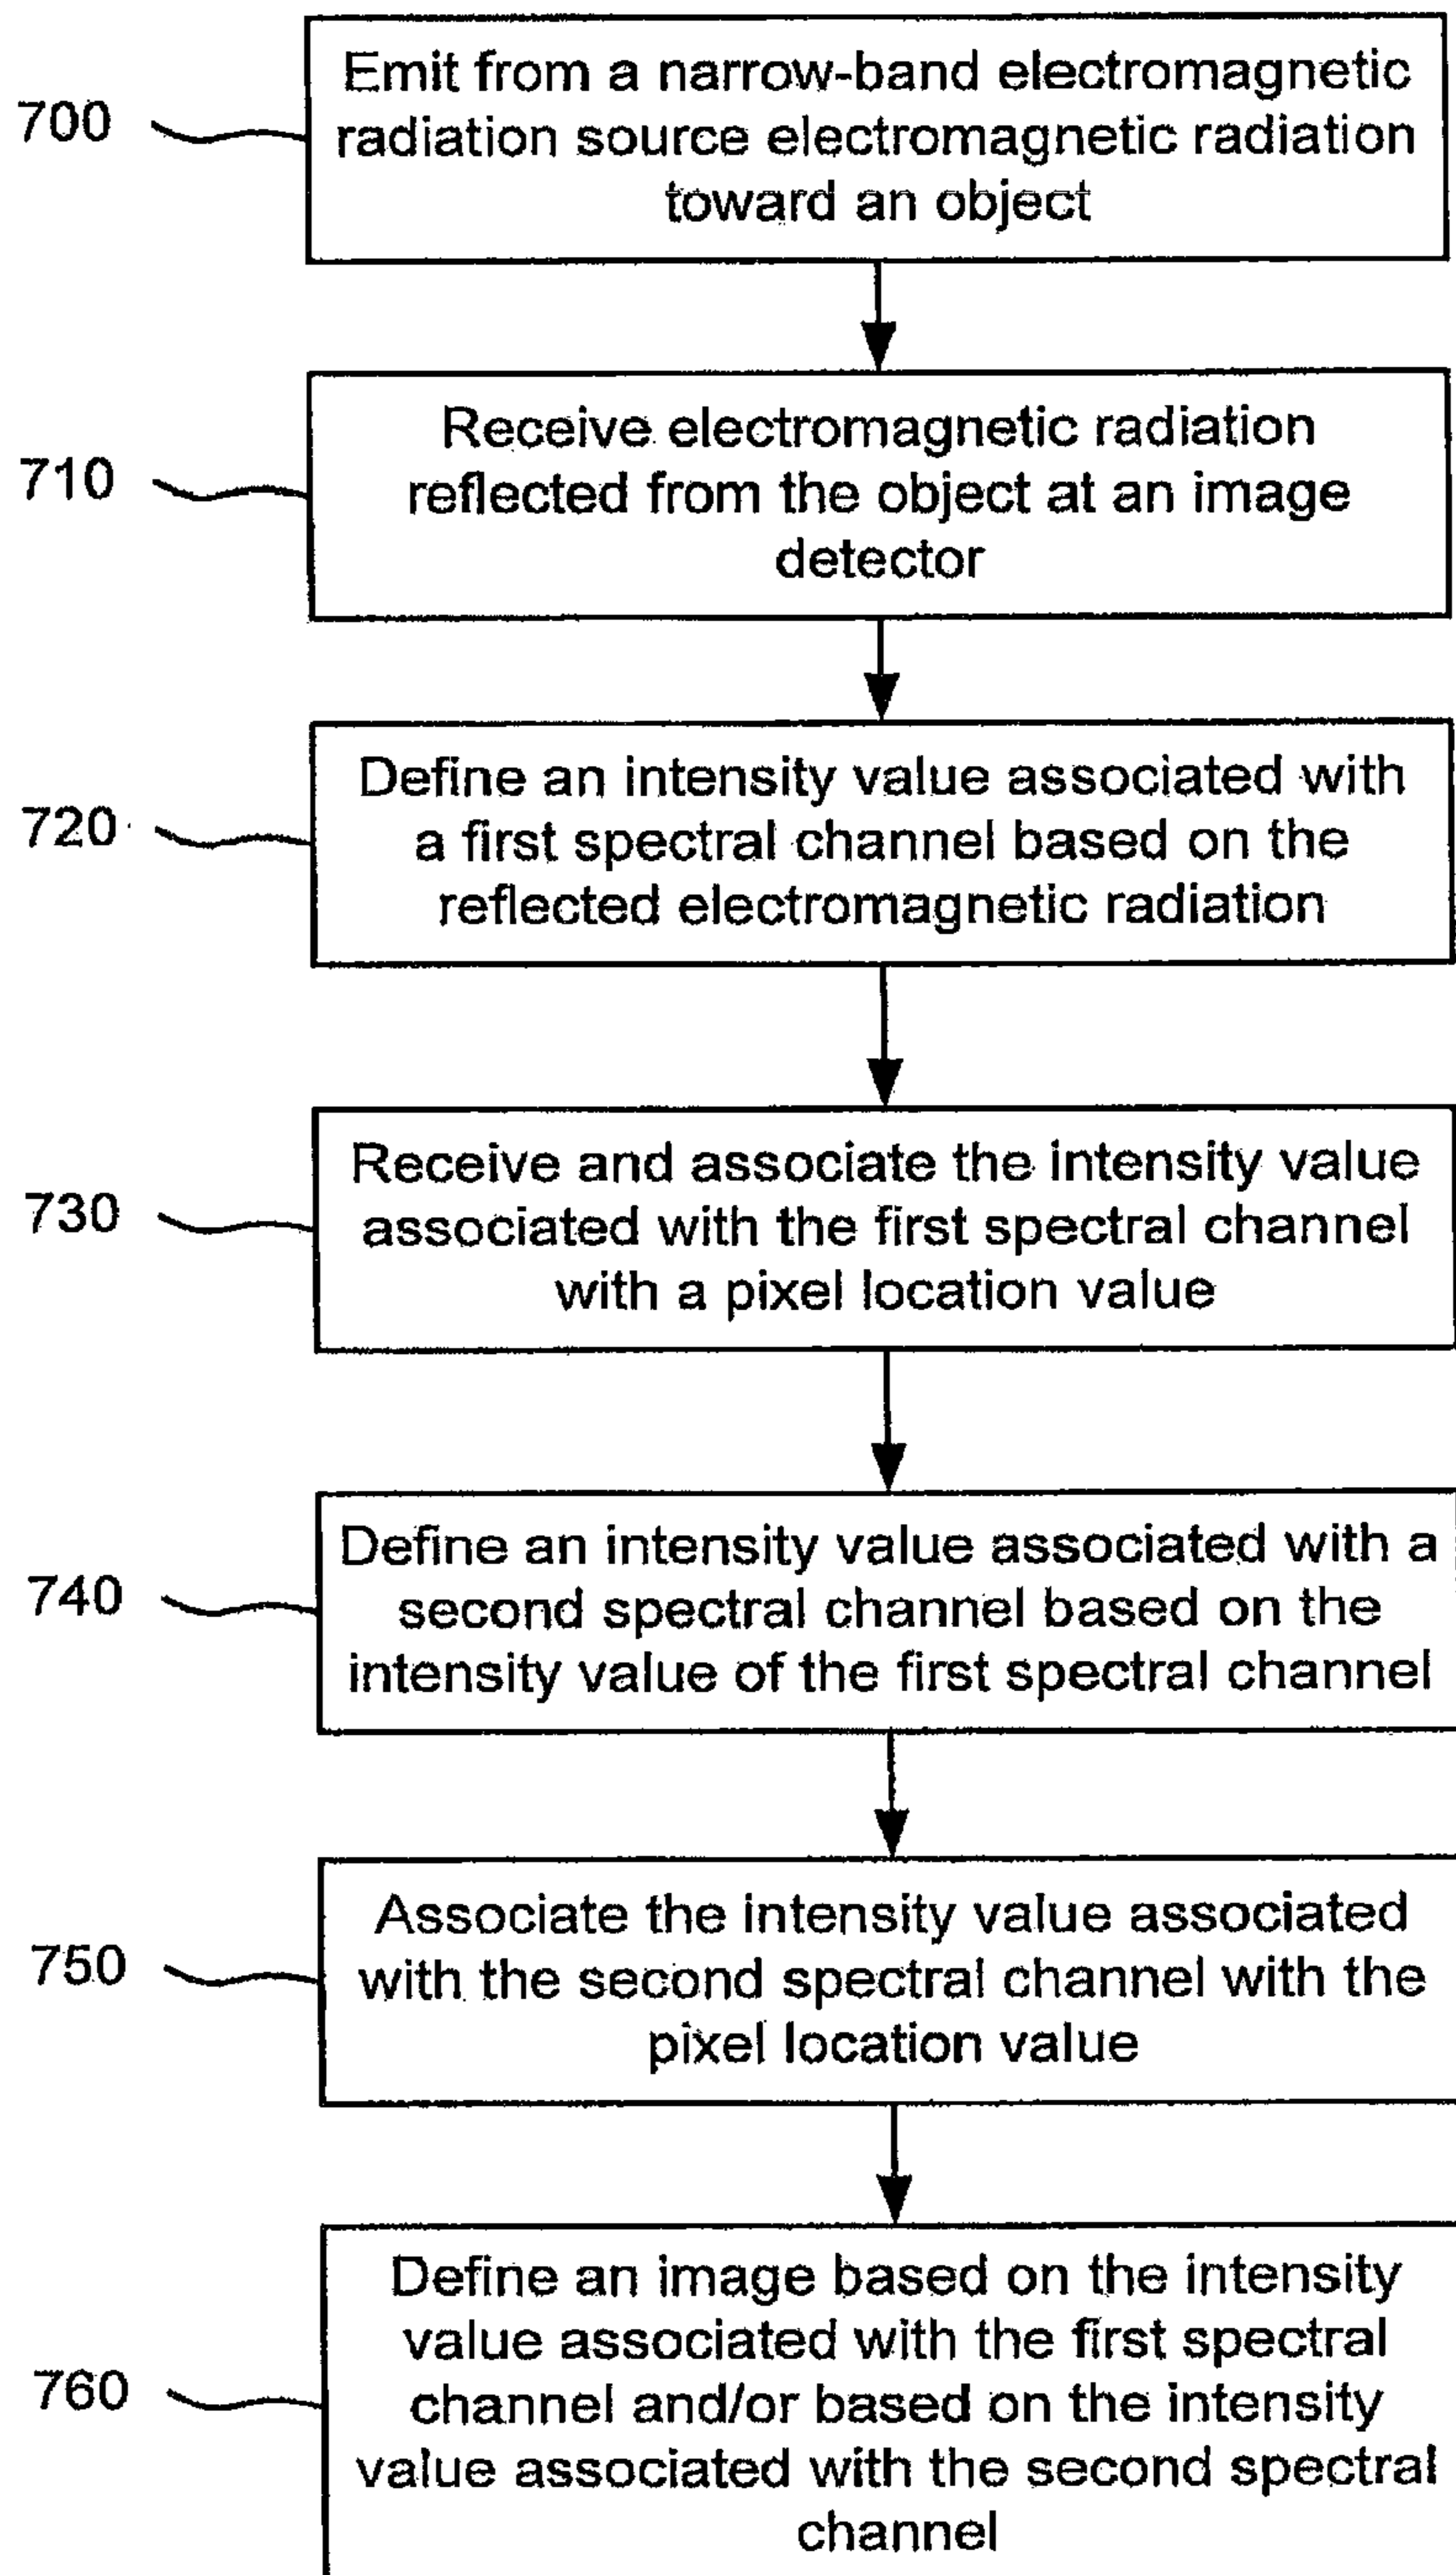 700
Emit from a narrow-band electromagnetic
radiation source electromagnetic radiation
toward an object
710
Receive electromagnetic radiation
reflected from the object at an image
detector
720
Define an intensity value associated with
a first spectral channel based on the
reflected electromagnetic radiation
730
Receive and associate the intensity value
associated with the first spectral channel
with a pixel location value
740
Define an intensity value associated with a
second spectral channel based on the
intensity value of the first spectral channel
750
Associate the intensity value associated
with the second spectral channel with the
pixel location value
760
Define an image based on the intensity
value associated with the first spectral
channel and/or based on the intensity
value associated with the second spectral
channel